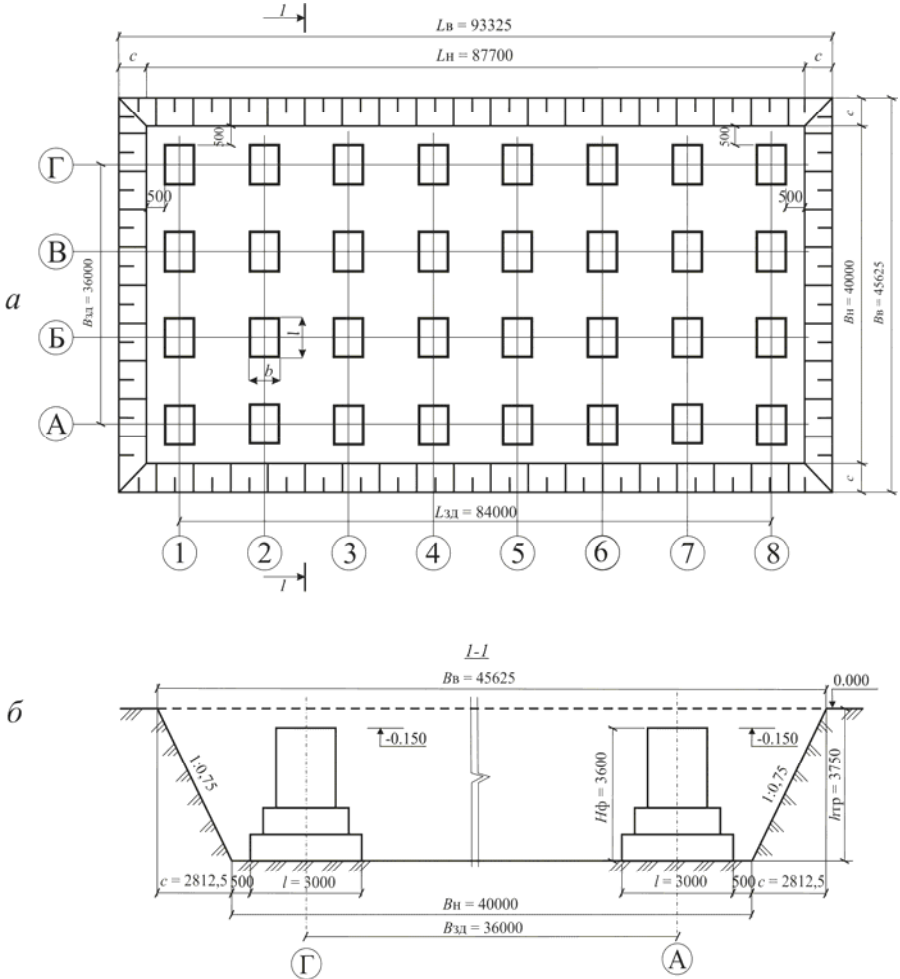 1
Lв = 93325
с Lн = 87700 с
с
500 500
Г
500 500
В
а
Bзд = 36000
Bн = 40000
Bв = 45625
Б
l
b
А
с
Lзд = 84000
1 2 3 4 5 6 7 8
1
1-1
Bв = 45625
0.000
б
-0.150 -0.150
1:0,75 1:0,75
Hф = 3600
hтр = 3750
c = 2812,5 500 l = 3000 l = 3000 500 c = 2812,5
Bн = 40000
Bзд = 36000
Г А